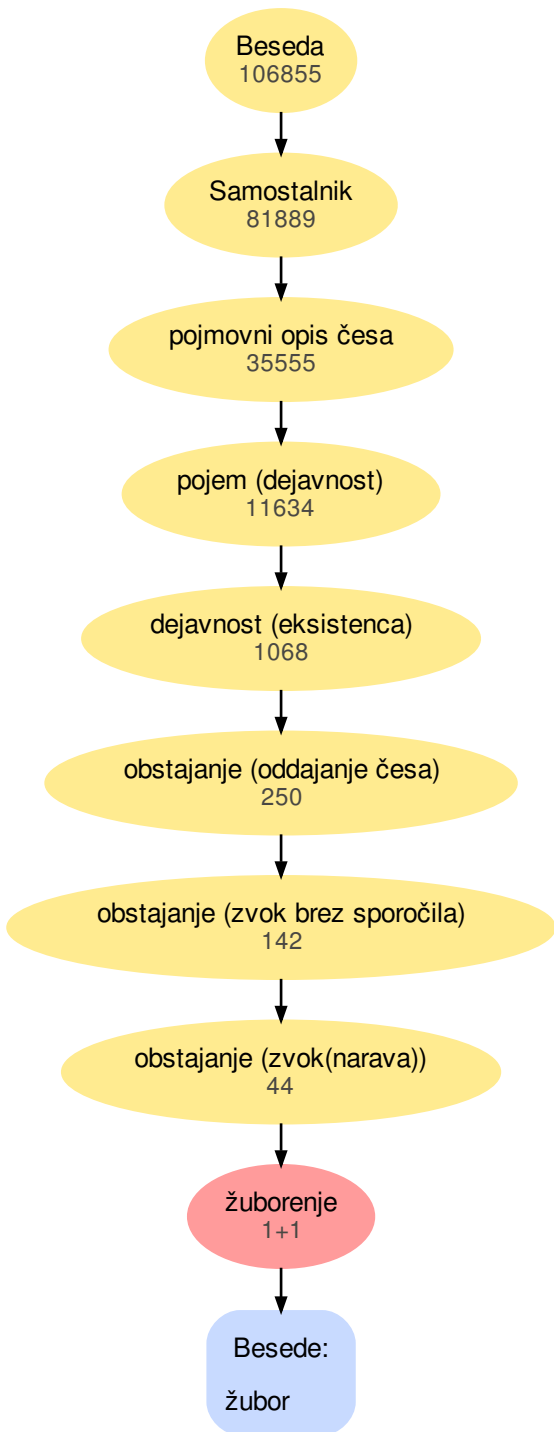 Beseda
106855
Samostalnik
81889
pojmovni opis česa
35555
pojem (dejavnost)
11634
dejavnost (eksistenca)
1068
obstajanje (oddajanje česa)
250
obstajanje (zvok brez sporočila)
142
obstajanje (zvok(narava))
44
žuborenje
1+1
Besede:
žubor